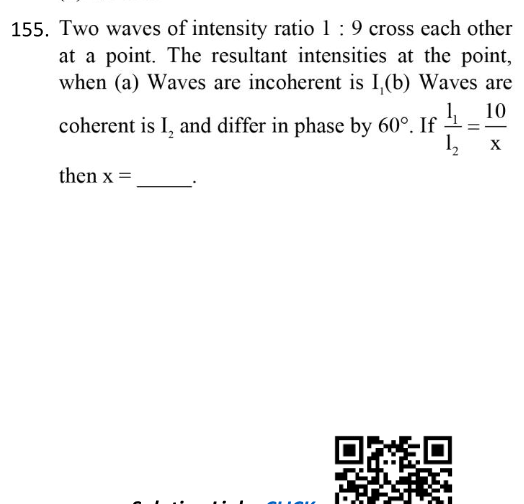 155. Two waves of intensity ratio 1 : 9 cross each other
at a point. The resultant intensities at the point,
when (a) Waves are incoherent is I₁(b) Waves are
coherent is I₂ and differ in phase by 60°. If l₁/l₂ = 10/x
then x = _____.